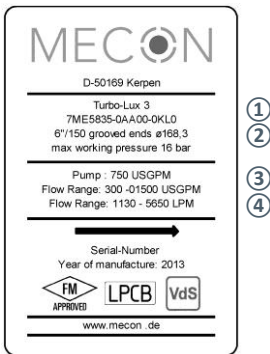 MECON
D-50169 Kerpen
Turbo-Lux 3
7ME5835-0AA00-0KL0
6"/150 grooved ends ø168,3
max working pressure 16 bar
Pump : 750 USGPM
Flow Range: 300 -01500 USGPM
Flow Range: 1130 - 5650 LPM
Serial-Number
Year of manufacture: 2013
FM
APPROVED
LPCB
VdS
www.mecon .de
①
②
③
④